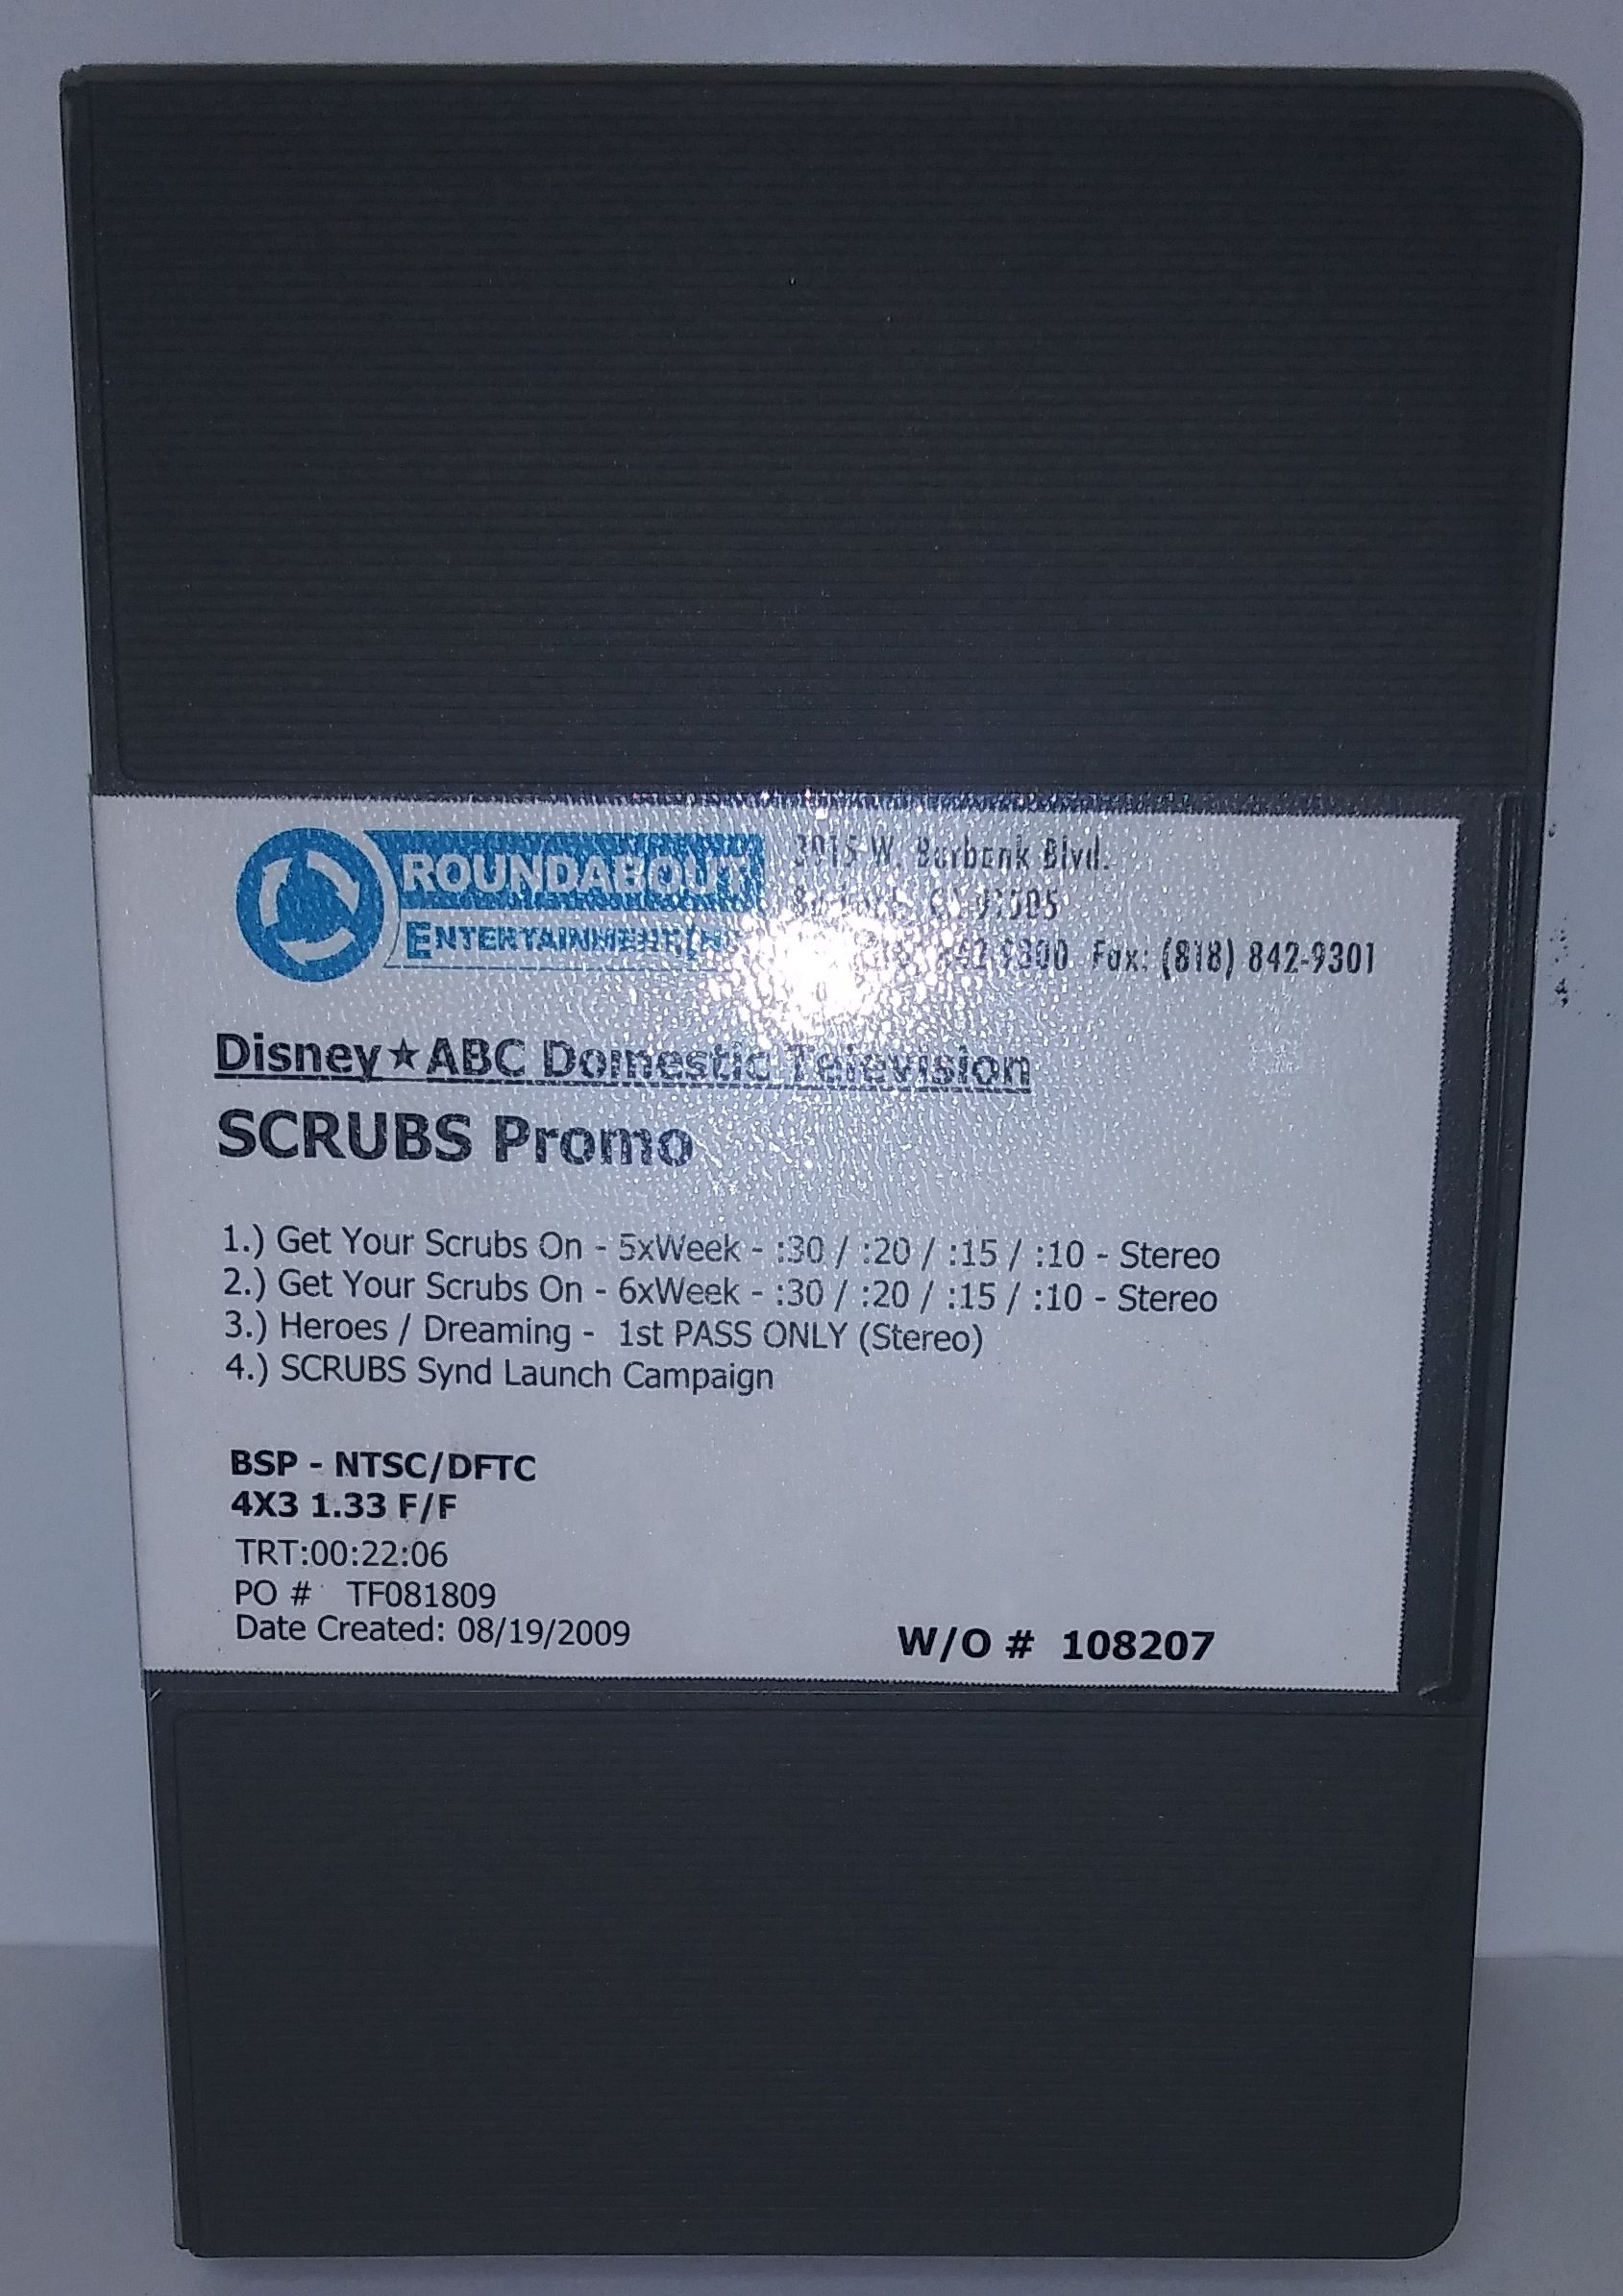 ROUNDABOUT
ENTERTAINMENT
W. Burbank Blvd.
842-9300 Fax: (818) 842-9301
Disney★ABC Domestic Television
SCRUBS Promo
1.) Get Your Scrubs On - 5xWeek - :30 / :20 / :15 / :10 - Stereo
2.) Get Your Scrubs On - 6xWeek - :30 / :20 / :15 / :10 - Stereo
3.) Heroes / Dreaming - 1st PASS ONLY (Stereo)
4.) SCRUBS Synd Launch Campaign
BSP - NTSC/DFTC
4X3 1.33 F/F
TRT:00:22:06
PO # TF081809
Date Created: 08/19/2009
W/O # 108207